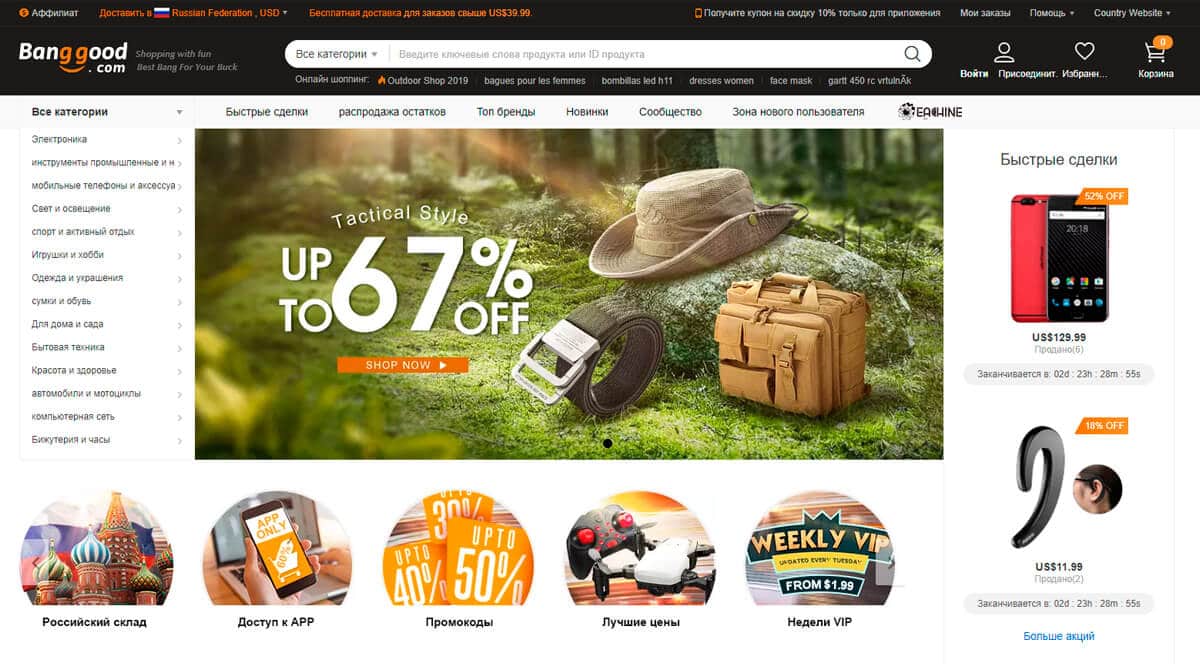 Аффилиат
Доставить в Russian Federation , USD
Бесплатная доставка для заказов свыше US$39.99.
Получите купон на скидку 10% только для приложения
Мои заказы
Помощь
Country Website
Banggood.com
Shopping with fun
Best Bang For Your Buck
Все категории
Введите ключевые слова продукта или ID продукта
Войти
Присоединит.
Избранн...
0
Корзина
Онлайн шоппинг:
Outdoor Shop 2019
bagues pour les femmes
bombillas led h11
dresses women
face mask
gartt 450 rc vrtulnÃk
Все категории
Быстрые сделки
распродажа остатков
Топ бренды
Новинки
Сообщество
Зона нового пользователя
EACHINE
Электроника
инструменты промышленные и н
мобильные телефоны и аксессуа
Свет и освещение
спорт и активный отдых
Игрушки и хобби
Одежда и украшения
сумки и обувь
Для дома и сада
Бытовая техника
Красота и здоровье
автомобили и мотоциклы
компьютерная сеть
Бижутерия и часы
Tactical Style
UP TO 67% OFF
SHOP NOW
Быстрые сделки
52% OFF
20:18
US$129.99
Продано(6)
Заканчивается в: 02d : 23h : 28m : 55s
18% OFF
US$11.99
Продано(2)
Заканчивается в: 02d : 23h : 28m : 55s
Больше акций
APP ONLY
60%
UPTO
30%
UPTO
40%
UPTO
50%
WEEKLY VIP
UPDATED EVERY TUESDAY
FROM $1.99
Российский склад
Доступ к APP
Промокоды
Лучшие цены
Недели VIP